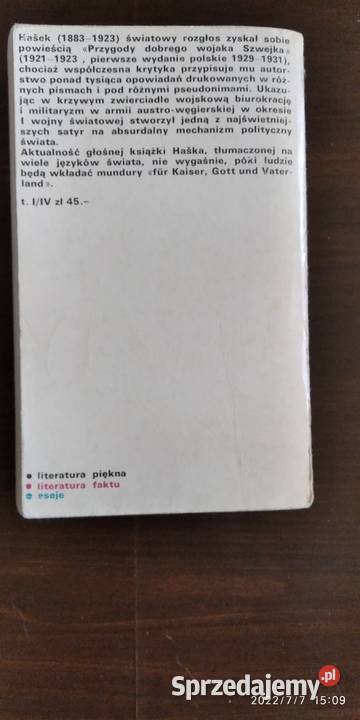 Hašek (1883–1923) światowy rozgłos zyskał sobie
powieścią «Przygody dobrego wojaka Szwejka»
(1921–1923 , pierwsze wydanie polskie 1929–1931),
chociaż współczesna krytyka przypisuje mu autor-
stwo ponad tysiąca opowiadań drukowanych w róż-
nych pismach i pod różnymi pseudonimami. Ukazu-
jąc w krzywym zwierciadle wojskową biurokrację
i militaryzm w armii austro-węgierskiej w okresie
I wojny światowej stworzył jedną z najświetniej-
szych satyr na absurdalny mechanizm polityczny
świata.
Aktualność głośnej książki Haška, tłumaczonej na
wiele języków świata, nie wygaśnie, póki ludzie
będą wkładać mundury «für Kaiser, Gott und Vater-
land».
t. I/IV zł 45.–
• literatura piękna
• literatura faktu
• eseje
Sprzedajemy.pl
2022/7/7 15:09